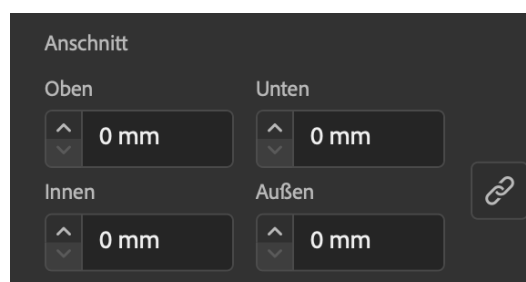 Anschnitt
Oben
Unten
0 mm
0 mm
Innen
Außen
0 mm
0 mm